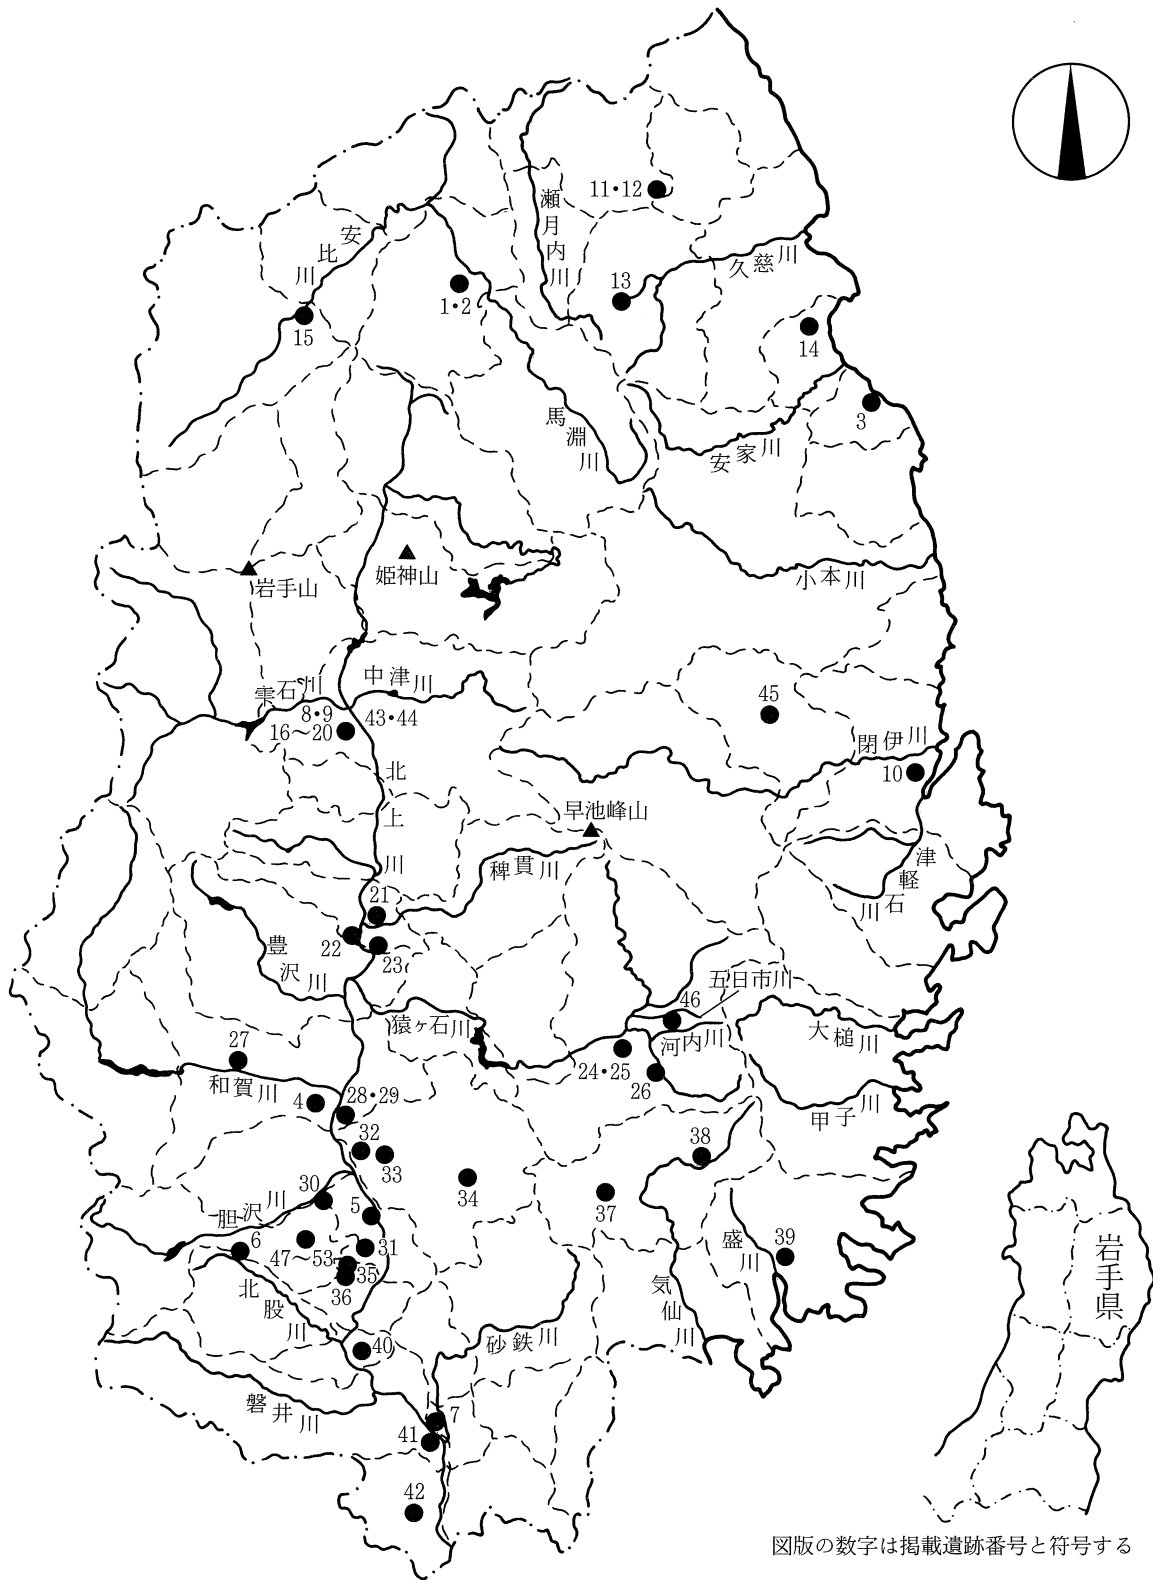 瀬月内川
11・12
安比川
久慈川
13
1・2
15
14
3
馬淵川
安家川
姫神山
岩手山
小本川
雫石川
中津川
8・9
43・44
16〜20
45
閉伊川
10
北上川
早池峰山
稗貫川
津軽石川
21
22
23
豊沢川
46
五日市川
猿ヶ石川
大槌川
河内川
24・25
26
27
和賀川
4
28・29
甲子川
32
33
38
34
30
胆沢川
5
37
6
47〜53
31
盛川
39
35
36
北股川
気仙川
40
砂鉄川
磐井川
7
41
42
岩手県
図版の数字は掲載遺跡番号と符号する